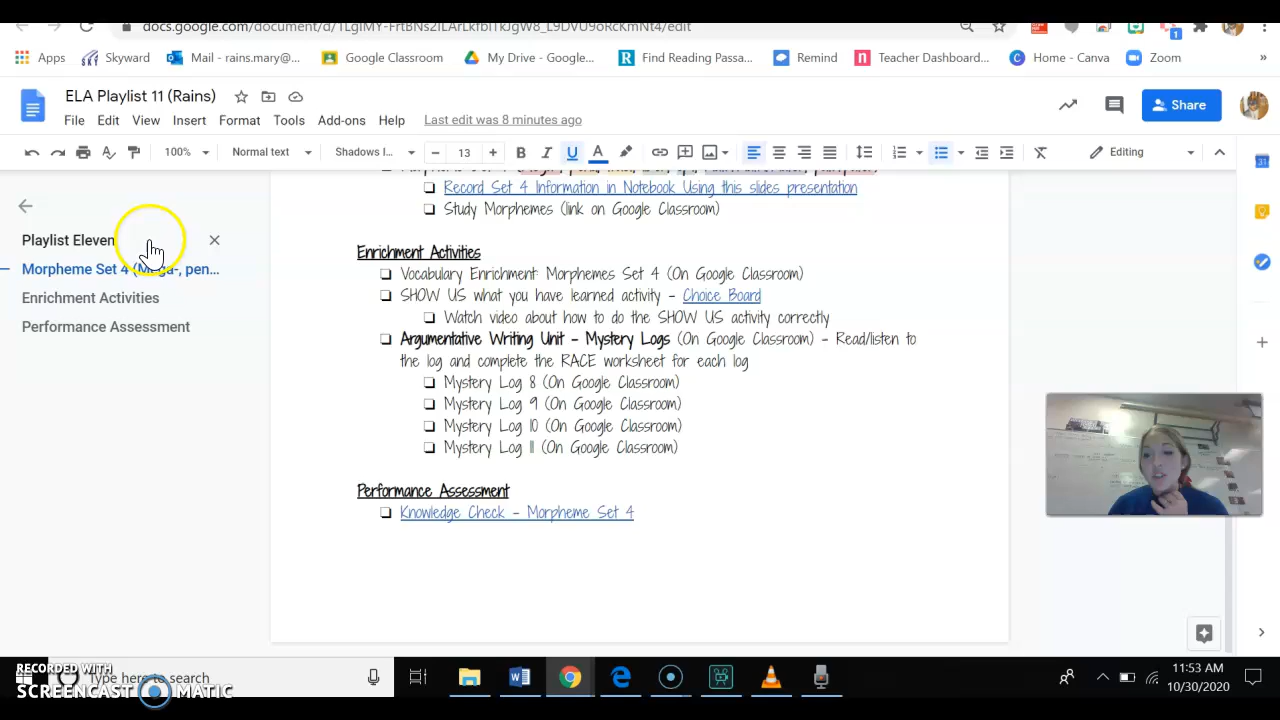 docs.google.com/document/d/
Apps Skyward Mail - rains.mary@... Google Classroom My Drive - Google... Find Reading Passa... Remind Teacher Dashboard... Home - Canva Zoom »
ELA Playlist 11 (Rains)
Share
File Edit View Insert Format Tools Add-ons Help Last edit was 8 minutes ago
100% Normal text Shadows I... 13 Editing
Record Set 4 Information in Notebook Using this slides presentation
Study Morphemes (link on Google Classroom)
Playlist Eleven
Morpheme Set 4 (Mega-, pen...
Enrichment Activities
Performance Assessment
Enrichment Activities
Vocabulary Enrichment: Morphemes Set 4 (On Google Classroom)
SHOW US what you have learned activity - Choice Board
Watch video about how to do the SHOW US activity correctly
Argumentative Writing Unit - Mystery Logs (On Google Classroom) - Read/listen to
the log and complete the RACE worksheet for each log
Mystery Log 8 (On Google Classroom)
Mystery Log 9 (On Google Classroom)
Mystery Log 10 (On Google Classroom)
Mystery Log 11 (On Google Classroom)
Performance Assessment
Knowledge Check - Morpheme Set 4
RECORDED WITH
SCREENCAST MATIC
Type here to search
11:53 AM
10/30/2020